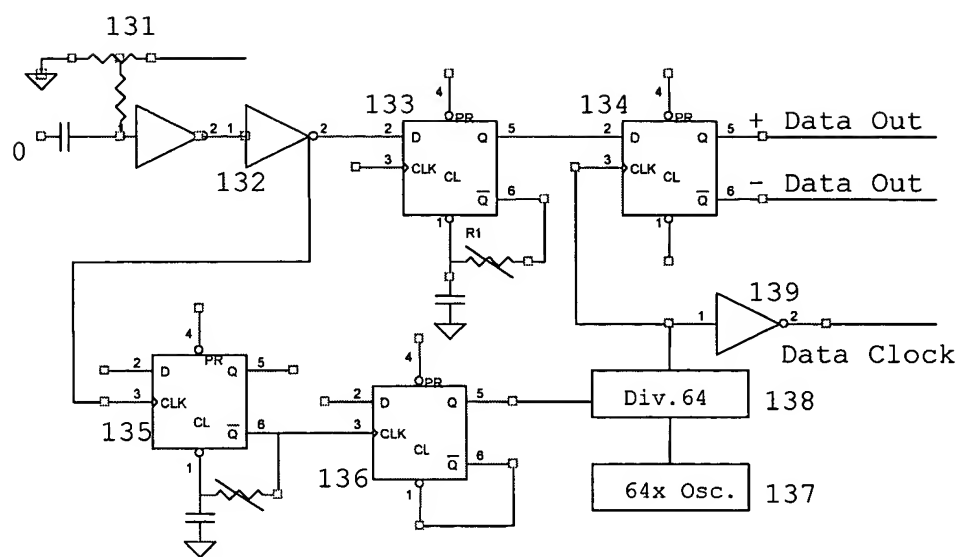 131
0
2 1
132
2
133
4
PR
2 D Q 5
3 CLK
CL
Q 6
1
R1
134
4
PR
2 D Q 5
3 CLK
CL
Q 6
1
+ Data Out
- Data Out
139
1 2
Data Clock
4
PR
2 D Q 5
3 CLK
CL
Q 6
135
1
4
PR
2 D Q 5
3 CLK
CL
Q 6
136
1
Div.64
138
64x Osc.
137